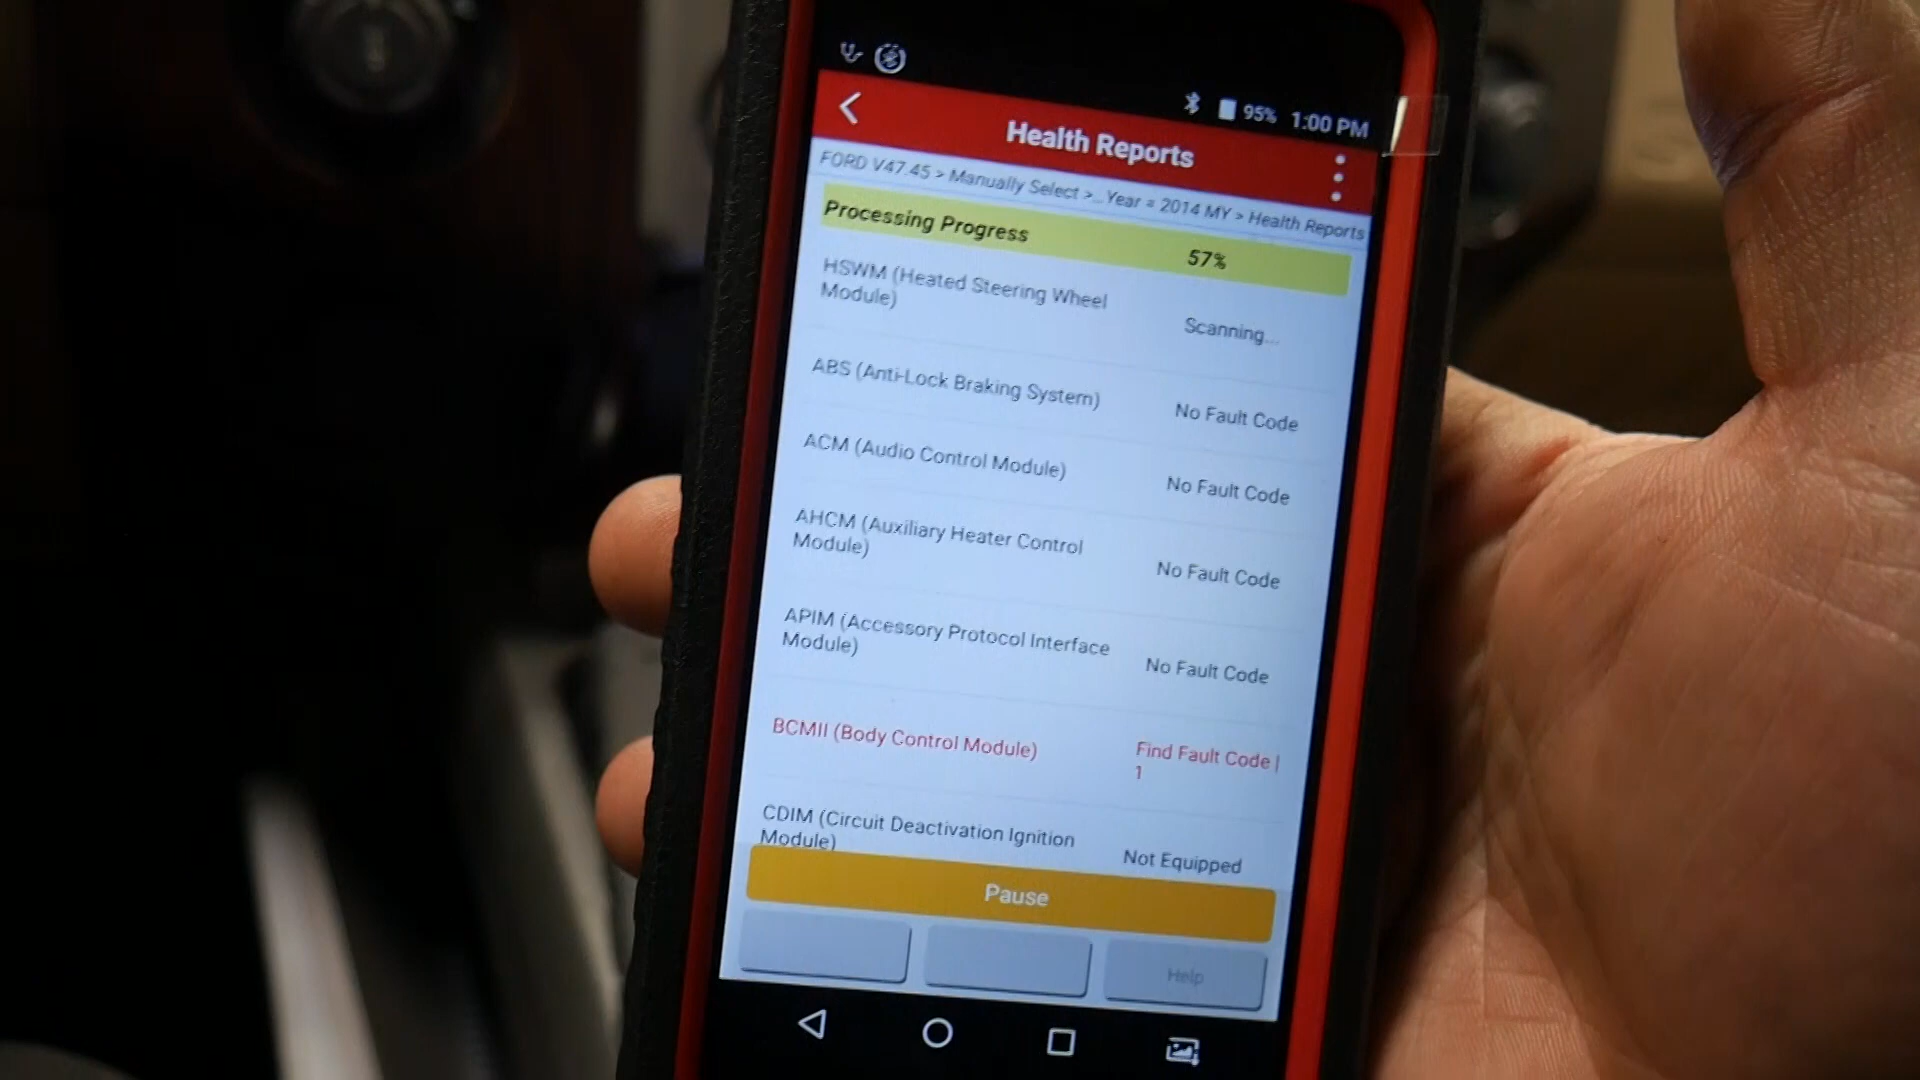 95% 1:00 PM
Health Reports
FORD V47.45 > Manually Select >... Year = 2014 MY > Health Reports
Processing Progress 57%
HSWM (Heated Steering Wheel
Module) Scanning...
ABS (Anti-Lock Braking System) No Fault Code
ACM (Audio Control Module) No Fault Code
AHCM (Auxiliary Heater Control
Module) No Fault Code
APIM (Accessory Protocol Interface
Module) No Fault Code
BCMII (Body Control Module) Find Fault Code |
1
CDIM (Circuit Deactivation Ignition
Module) Not Equipped
Pause
Help